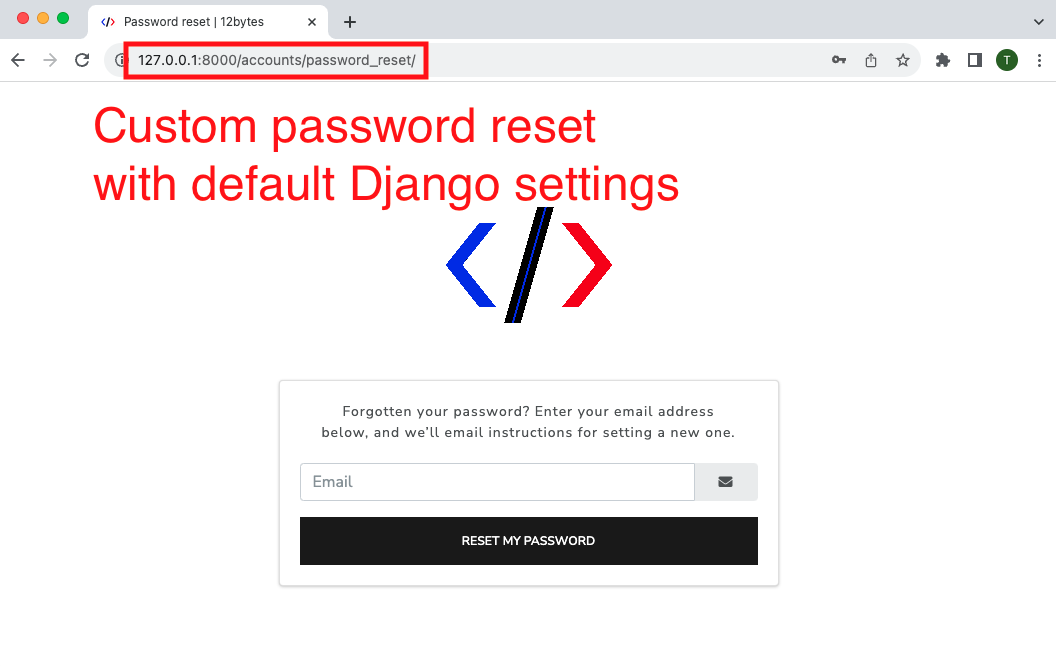 Password reset | 12bytes
127.0.0.1:8000/accounts/password_reset/
T
Custom password reset
with default Django settings
Forgotten your password? Enter your email address
below, and we’ll email instructions for setting a new one.
Email
RESET MY PASSWORD